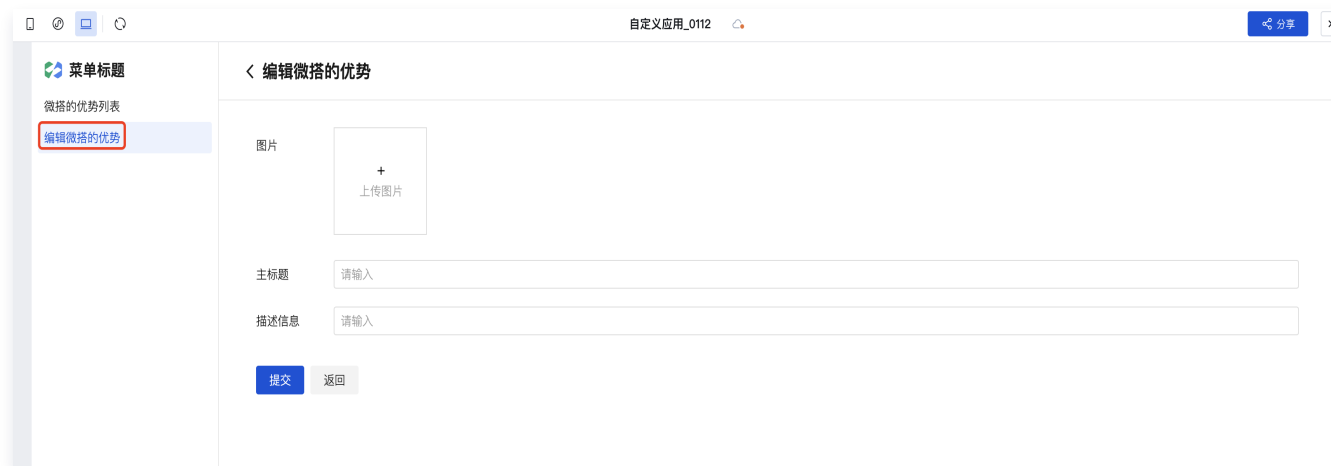 自定义应用_0112
分享
菜单标题
微搭的优势列表
编辑微搭的优势
编辑微搭的优势
图片
+
上传图片
主标题
请输入
描述信息
请输入
提交
返回